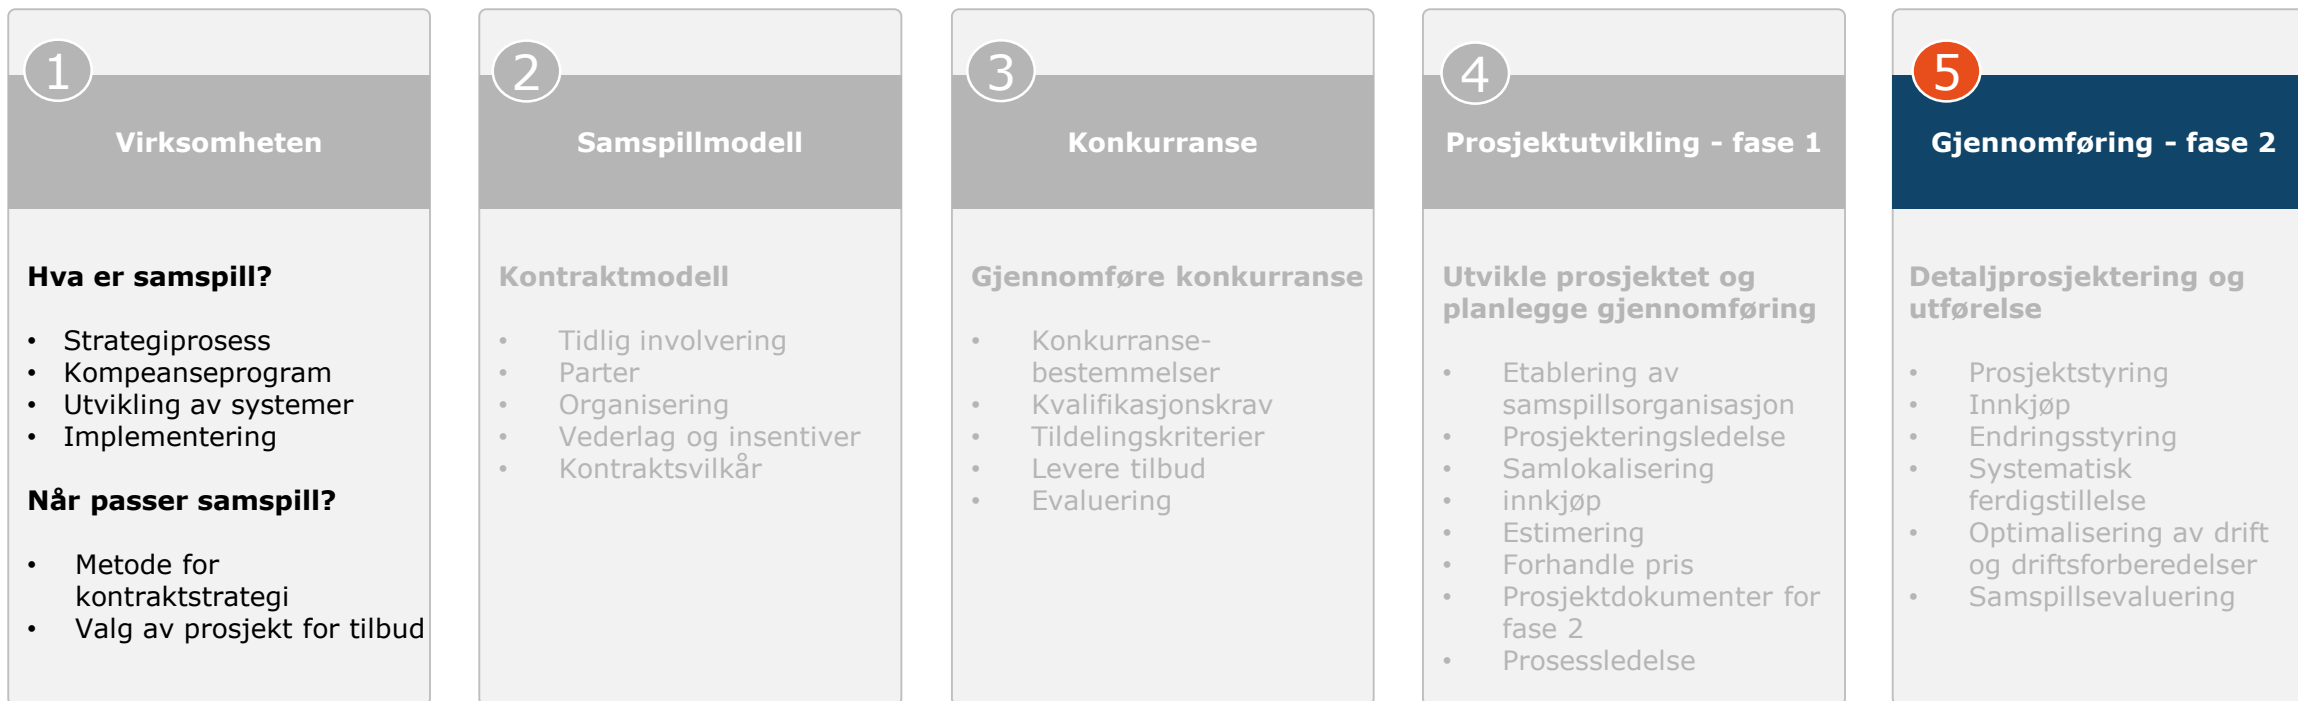 1
Virksomheten
Hva er samspill?
• Strategiprosess
• Kompeanseprogram
• Utvikling av systemer
• Implementering
Når passer samspill?
• Metode for
kontraktstrategi
• Valg av prosjekt for tilbud
2
Samspillmodell
Kontraktmodell
• Tidlig involvering
• Parter
• Organisering
• Vederlag og insentiver
• Kontraktsvilkår
3
Konkurranse
Gjennomføre konkurranse
• Konkurranse-
bestemmelser
• Kvalifikasjonskrav
• Tildelingskriterier
• Levere tilbud
• Evaluering
4
Prosjektutvikling - fase 1
Utvikle prosjektet og
planlegge gjennomføring
• Etablering av
samspillsorganisasjon
• Prosjekteringsledelse
• Samlokalisering
• innkjøp
• Estimering
• Forhandle pris
• Prosjektdokumenter for
fase 2
• Prosessledelse
5
Gjennomføring - fase 2
Detaljprosjektering og
utførelse
• Prosjektstyring
• Innkjøp
• Endringsstyring
• Systematisk
ferdigstillelse
• Optimalisering av drift
og driftsforberedelser
• Samspillsevaluering